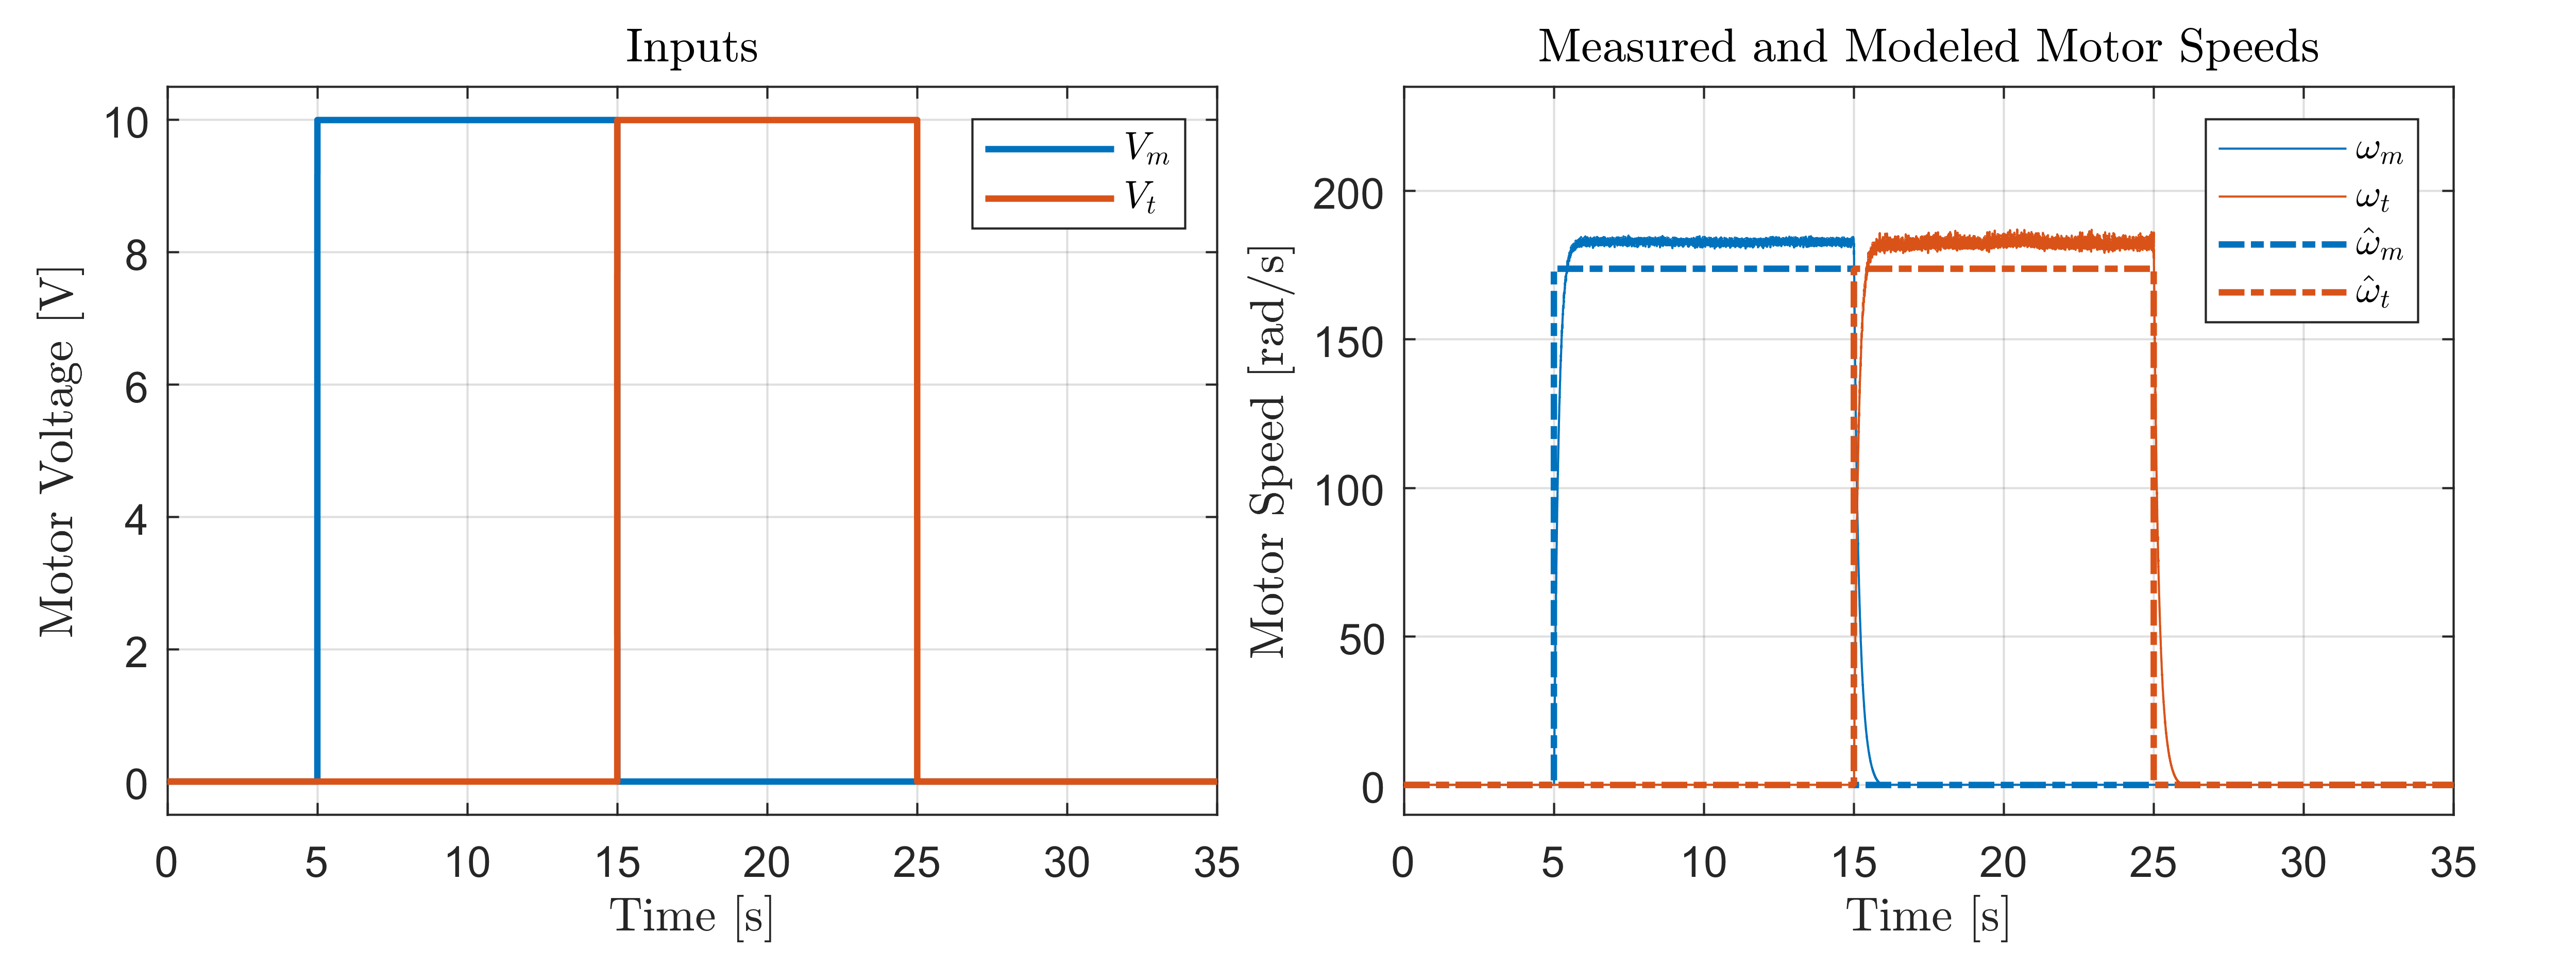 Inputs
10
8
6
4
2
0
Motor Voltage [V]
V_m
V_t
0 5 10 15 20 25 30 35
Time [s]
Measured and Modeled Motor Speeds
200
150
100
50
0
Motor Speed [rad/s]
ω_m
ω_t
ω̂_m
ω̂_t
0 5 10 15 20 25 30 35
Time [s]